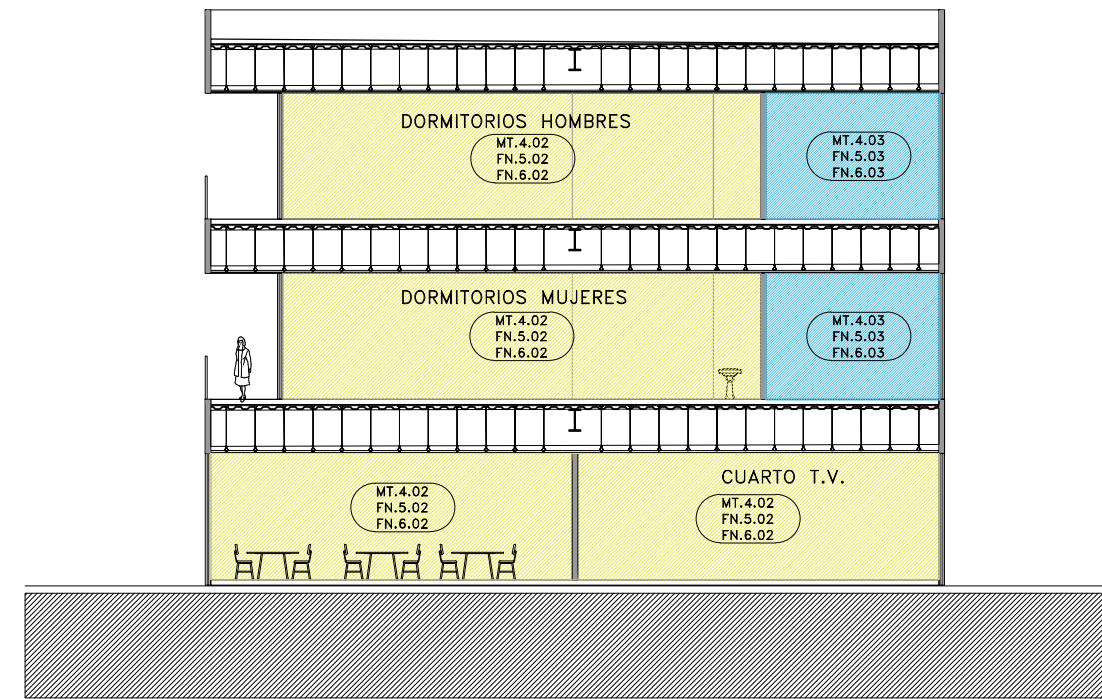 DORMITORIOS HOMBRES
MT.4.02
FN.5.02
FN.6.02
MT.4.03
FN.5.03
FN.6.03
DORMITORIOS MUJERES
MT.4.02
FN.5.02
FN.6.02
MT.4.03
FN.5.03
FN.6.03
MT.4.02
FN.5.02
FN.6.02
CUARTO T.V.
MT.4.02
FN.5.02
FN.6.02